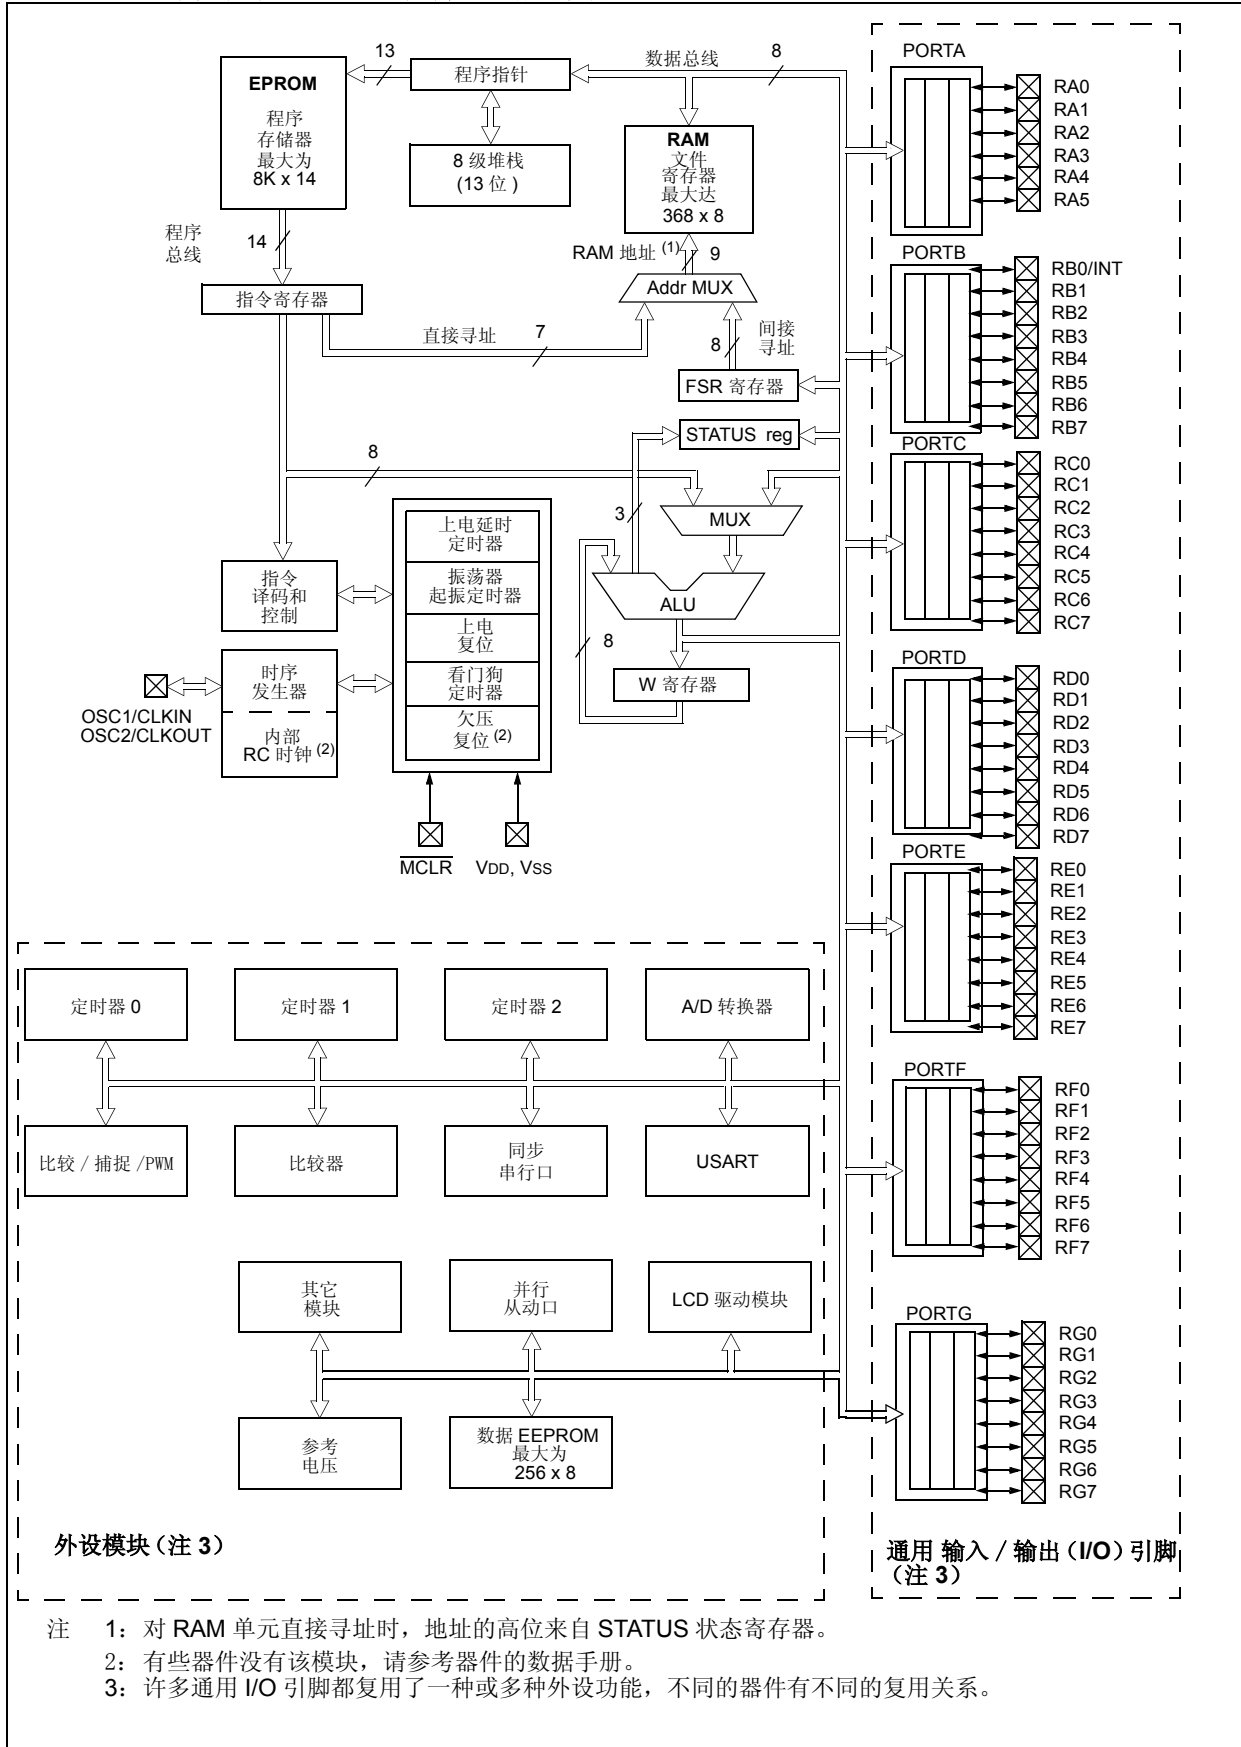 EPROM
程序
存储器
最大为
8K x 14
13
程序指针
8 级堆栈
(13 位 )
数据总线
8
RAM
文件
寄存器
最大达
368 x 8
RAM 地址 (1)
9
Addr MUX
程序
总线
14
指令寄存器
直接寻址
7
8
间接
寻址
FSR 寄存器
STATUS reg
8
3
MUX
ALU
8
W 寄存器
指令
译码和
控制
时序
发生器
内部
RC 时钟 (2)
OSC1/CLKIN
OSC2/CLKOUT
上电延时
定时器
振荡器
起振定时器
上电
复位
看门狗
定时器
欠压
复位 (2)
MCLR
VDD, VSS
PORTA
RA0
RA1
RA2
RA3
RA4
RA5
PORTB
RB0/INT
RB1
RB2
RB3
RB4
RB5
RB6
RB7
PORTC
RC0
RC1
RC2
RC3
RC4
RC5
RC6
RC7
PORTD
RD0
RD1
RD2
RD3
RD4
RD5
RD6
RD7
PORTE
RE0
RE1
RE2
RE3
RE4
RE5
RE6
RE7
PORTF
RF0
RF1
RF2
RF3
RF4
RF5
RF6
RF7
PORTG
RG0
RG1
RG2
RG3
RG4
RG5
RG6
RG7
通用 输入 / 输出（I/O）引脚
（注 3）
定时器 0
定时器 1
定时器 2
A/D 转换器
比较 / 捕捉 /PWM
比较器
同步
串行口
USART
其它
模块
并行
从动口
LCD 驱动模块
参考
电压
数据 EEPROM
最大为
256 x 8
外设模块（注 3）
注 1：对 RAM 单元直接寻址时，地址的高位来自 STATUS 状态寄存器。
2：有些器件没有该模块，请参考器件的数据手册。
3：许多通用 I/O 引脚都复用了一种或多种外设功能，不同的器件有不同的复用关系。